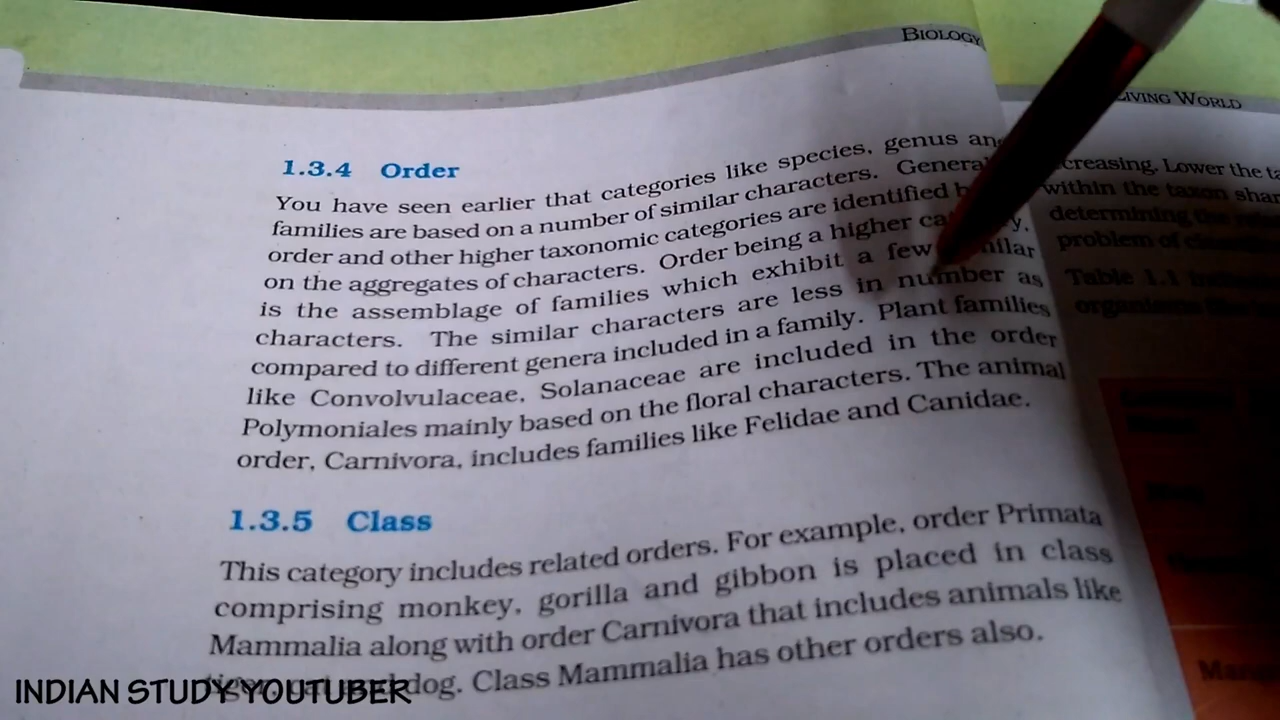 BIOLOGY
1.3.4 Order
You have seen earlier that categories like species, genus
families are based on a number of similar characters.
order and other higher taxonomic categories are identified
on the aggregates of characters. Order being a higher
is the assemblage of families which exhibit a few
characters. The similar characters are less in number as
compared to different genera included in a family. Plant families
like Convolvulaceae, Solanaceae are included in the order
Polymoniales mainly based on the floral characters. The animal
order, Carnivora, includes families like Felidae and Canidae.
1.3.5 Class
This category includes related orders. For example, order Primata
comprising monkey, gorilla and gibbon is placed in class
Mammalia along with order Carnivora that includes animals like
dog. Class Mammalia has other orders also.
WORLD
Lower the
within the taxon
determining the
problem of
Table 1.1
INDIAN STUDY YOUTUBER